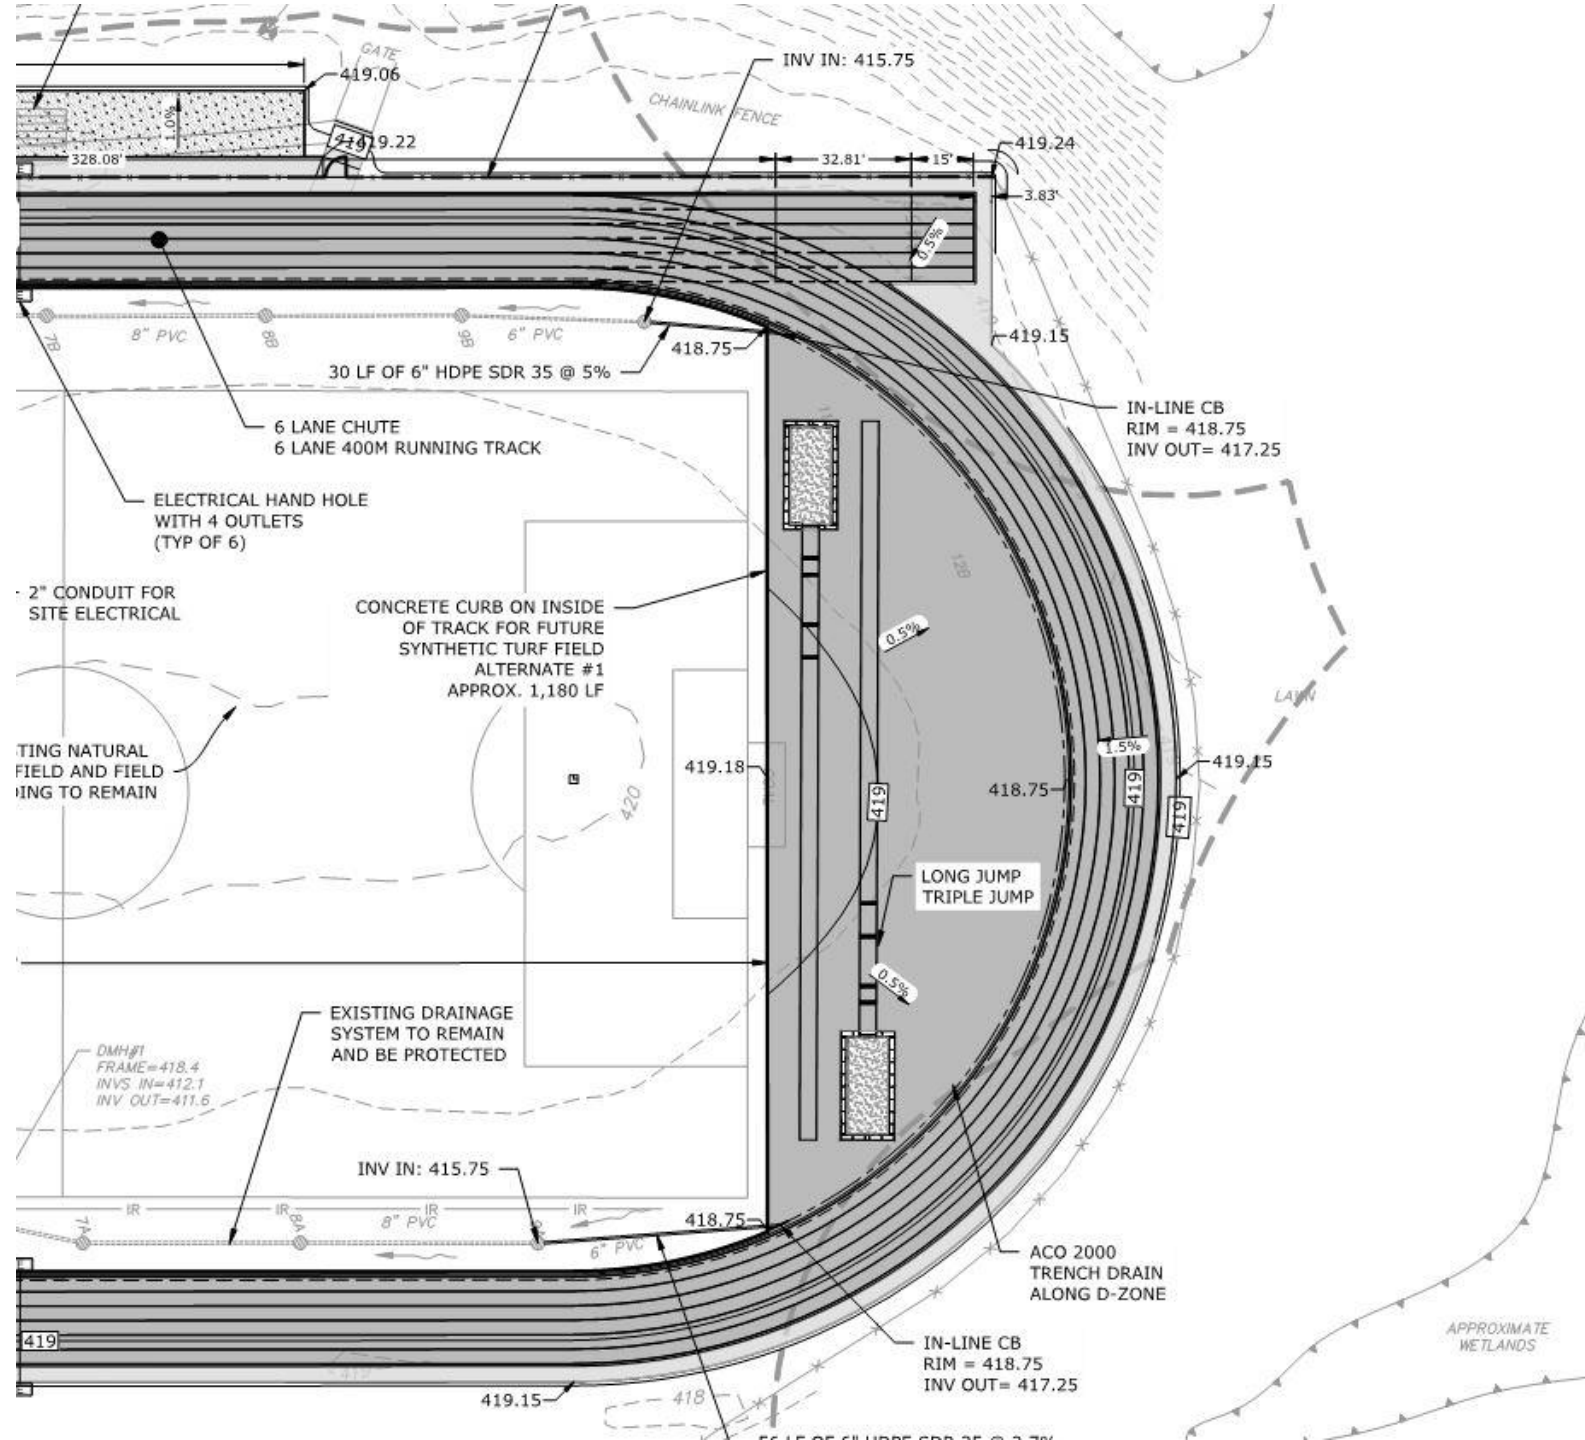 GATE
419.06
INV IN: 415.75
CHAINLINK FENCE
1.0%
419.22
419.24
328.08'
32.81'
15'
3.83'
0.5%
8" PVC
6" PVC
7B
8B
9B
418.75
419.15
30 LF OF 6" HDPE SDR 35 @ 5%
IN-LINE CB
RIM = 418.75
INV OUT= 417.25
6 LANE CHUTE
6 LANE 400M RUNNING TRACK
ELECTRICAL HAND HOLE
WITH 4 OUTLETS
(TYP OF 6)
12B
2" CONDUIT FOR
SITE ELECTRICAL
CONCRETE CURB ON INSIDE
OF TRACK FOR FUTURE
SYNTHETIC TURF FIELD
ALTERNATE #1
APPROX. 1,180 LF
0.5%
LAWN
TING NATURAL
FIELD AND FIELD
ING TO REMAIN
420
419.18
419
418.75
1.5%
419
419.15
419
LONG JUMP
TRIPLE JUMP
0.5%
EXISTING DRAINAGE
SYSTEM TO REMAIN
AND BE PROTECTED
DMH#1
FRAME=418.4
INVS IN=412.1
INV OUT=411.6
INV IN: 415.75
IR
IR
IR
IR
7A
8A
8" PVC
6" PVC
418.75
ACO 2000
TRENCH DRAIN
ALONG D-ZONE
419
IN-LINE CB
RIM = 418.75
INV OUT= 417.25
419.15
418
APPROXIMATE
WETLANDS